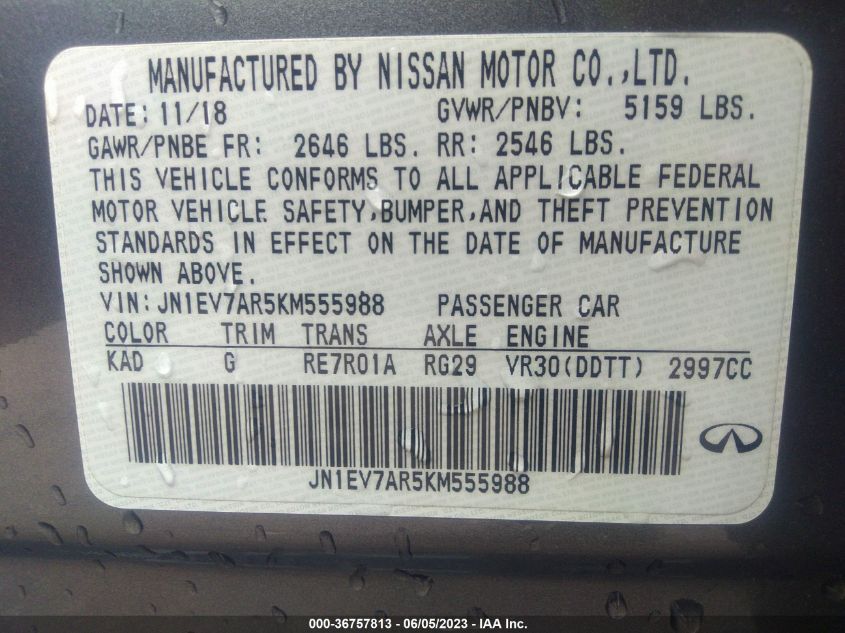 MANUFACTURED BY NISSAN MOTOR CO.,LTD.
DATE: 11/18 GVWR/PNBV: 5159 LBS.
GAWR/PNBE FR: 2646 LBS. RR: 2546 LBS.
THIS VEHICLE CONFORMS TO ALL APPLICABLE FEDERAL
MOTOR VEHICLE SAFETY,BUMPER,AND THEFT PREVENTION
STANDARDS IN EFFECT ON THE DATE OF MANUFACTURE
SHOWN ABOVE.
VIN:JN1EV7AR5KM555988 PASSENGER CAR
COLOR TRIM TRANS AXLE ENGINE
KAD G RE7R01A RG29 VR30(DDTT) 2997CC
JN1EV7AR5KM555988
000-36757813 - 06/05/2023 - IAA Inc.